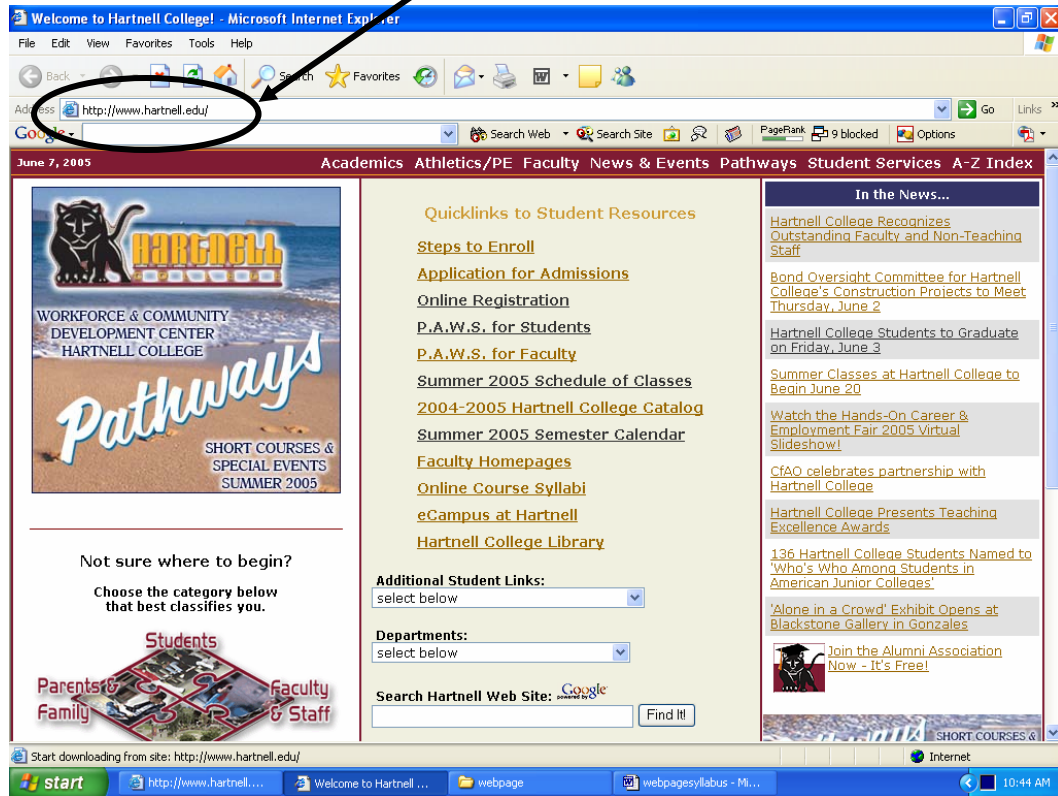 Welcome to Hartnell College! - Microsoft Internet Explorer
File Edit View Favorites Tools Help
Back Search Favorites
Address http://www.hartnell.edu/ Go Links
Google Search Web Search Site PageRank 9 blocked Options
June 7, 2005 Academics Athletics/PE Faculty News & Events Pathways Student Services A-Z Index
HARTNELL
WORKFORCE & COMMUNITY
DEVELOPMENT CENTER
HARTNELL COLLEGE
Pathways
SHORT COURSES &
SPECIAL EVENTS
SUMMER 2005
Not sure where to begin?
Choose the category below
that best classifies you.
Students
Parents &
Family
Faculty
& Staff
Quicklinks to Student Resources
Steps to Enroll
Application for Admissions
Online Registration
P.A.W.S. for Students
P.A.W.S. for Faculty
Summer 2005 Schedule of Classes
2004-2005 Hartnell College Catalog
Summer 2005 Semester Calendar
Faculty Homepages
Online Course Syllabi
eCampus at Hartnell
Hartnell College Library
Additional Student Links:
select below
Departments:
select below
Search Hartnell Web Site: powered by Google
Find It!
In the News...
Hartnell College Recognizes
Outstanding Faculty and Non-Teaching
Staff
Bond Oversight Committee for Hartnell
College's Construction Projects to Meet
Thursday, June 2
Hartnell College Students to Graduate
on Friday, June 3
Summer Classes at Hartnell College to
Begin June 20
Watch the Hands-On Career &
Employment Fair 2005 Virtual
Slideshow!
CfAO celebrates partnership with
Hartnell College
Hartnell College Presents Teaching
Excellence Awards
136 Hartnell College Students Named to
'Who's Who Among Students in
American Junior Colleges'
'Alone in a Crowd' Exhibit Opens at
Blackstone Gallery in Gonzales
Join the Alumni Association
Now - It's Free!
SHORT COURSES &
Start downloading from site: http://www.hartnell.edu/ Internet
start http://www.hartnell.... Welcome to Hartnell ... webpage webpagesyllabus - Mi... 10:44 AM